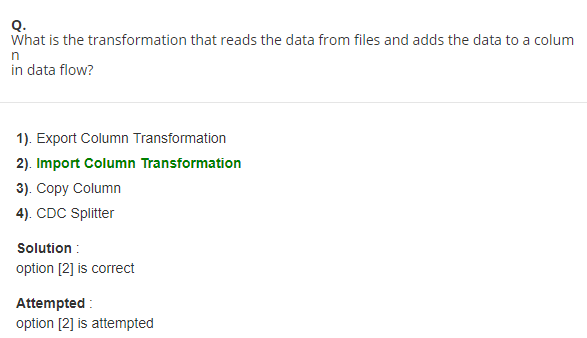 Q.
What is the transformation that reads the data from files and adds the data to a colum
n
in data flow?
1). Export Column Transformation
2). Import Column Transformation
3). Copy Column
4). CDC Splitter
Solution :
option [2] is correct
Attempted :
option [2] is attempted